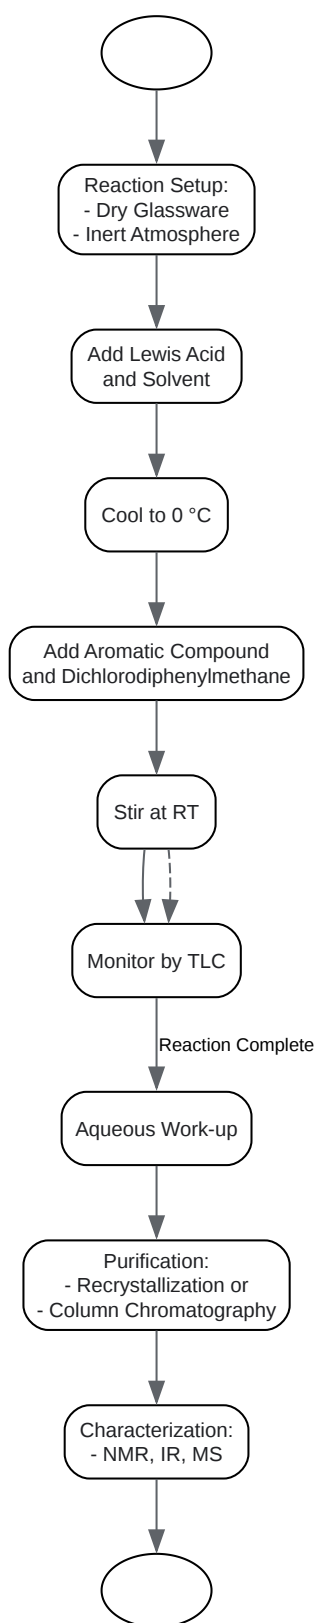 Reaction Setup:
- Dry Glassware
- Inert Atmosphere
Add Lewis Acid
and Solvent
Cool to 0 °C
Add Aromatic Compound
and Dichlorodiphenylmethane
Stir at RT
Monitor by TLC
Reaction Complete
Aqueous Work-up
Purification:
- Recrystallization or
- Column Chromatography
Characterization:
- NMR, IR, MS